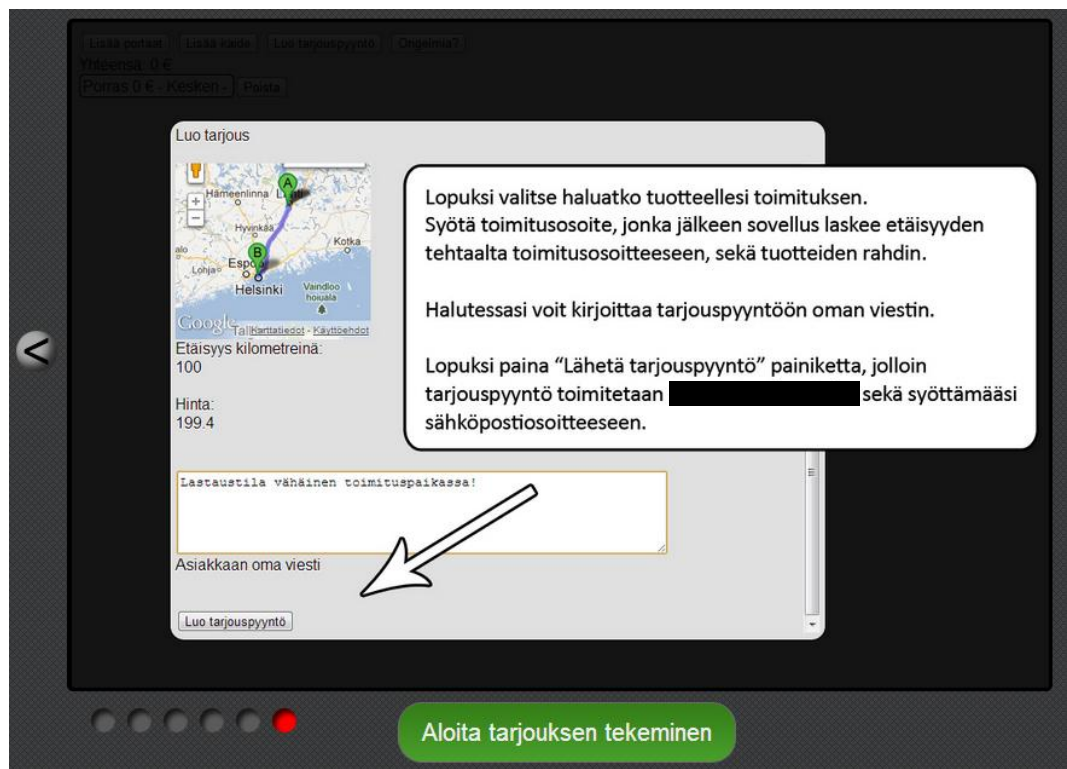 Lisää portaat Lisää kaide Luo tarjouspyyntö Ongelmia?
Yhteensä: 0 €
Porras 0 € - Kesken - Poista
Luo tarjous
Hämeenlinna
A
Hyvinkää
Kotka
B
Lohja
Helsinki
Vaindloo
hoiuala
Google
Karttatiedot - Käyttöehdot
Etäisyys kilometreinä:
100
Hinta:
199.4
Lopuksi valitse haluatko tuotteellesi toimituksen.
Syötä toimitusosoite, jonka jälkeen sovellus laskee etäisyyden
tehtaalta toimitusosoitteeseen, sekä tuotteiden rahdin.
Halutessasi voit kirjoittaa tarjouspyyntöön oman viestin.
Lopuksi paina “Lähetä tarjouspyyntö” painiketta, jolloin
tarjouspyyntö toimitetaan sekä syöttämääsi
sähköpostiosoitteeseen.
Lastaustila vähäinen toimituspaikassa!
Asiakkaan oma viesti
Luo tarjouspyyntö
<
Aloita tarjouksen tekeminen